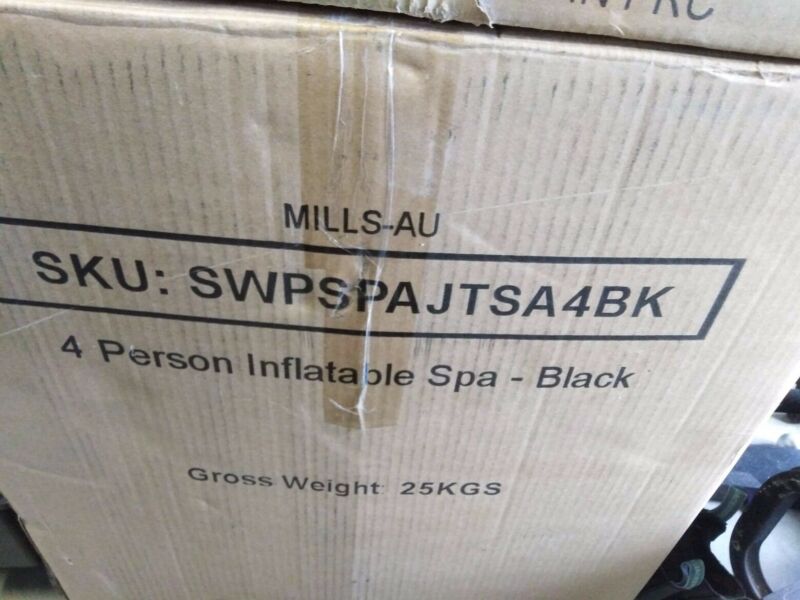 MILLS-AU
SKU: SWPSPAJTSA4BK
4 Person Inflatable Spa - Black
Gross Weight: 25KGS